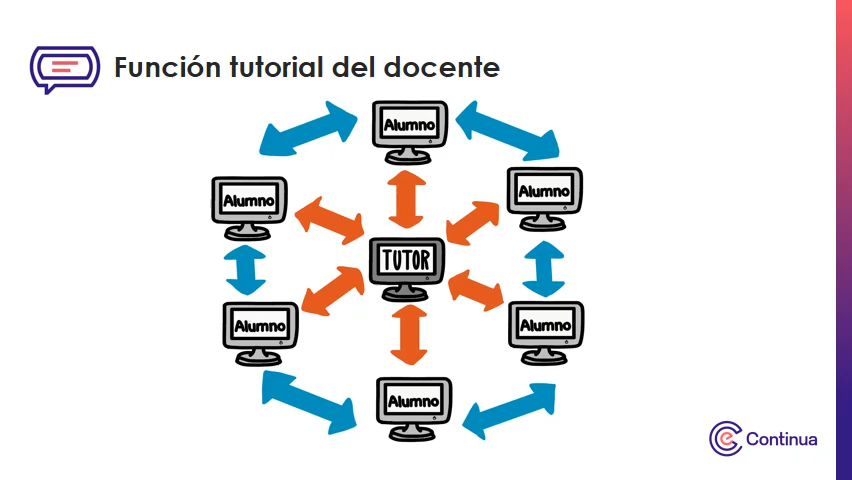 Función tutorial del docente
Alumno
Alumno
Alumno
TUTOR
Alumno
Alumno
Alumno
Continua